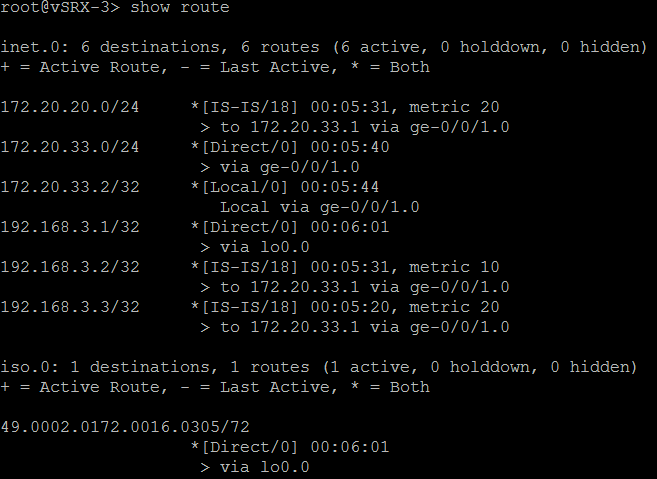 root@vSRX-3> show route
inet.0: 6 destinations, 6 routes (6 active, 0 holddown, 0 hidden)
+ = Active Route, - = Last Active, * = Both
172.20.20.0/24     *[IS-IS/18] 00:05:31, metric 20
                    > to 172.20.33.1 via ge-0/0/1.0
172.20.33.0/24     *[Direct/0] 00:05:40
                    > via ge-0/0/1.0
172.20.33.2/32     *[Local/0] 00:05:44
                      Local via ge-0/0/1.0
192.168.3.1/32     *[Direct/0] 00:06:01
                    > via lo0.0
192.168.3.2/32     *[IS-IS/18] 00:05:31, metric 10
                    > to 172.20.33.1 via ge-0/0/1.0
192.168.3.3/32     *[IS-IS/18] 00:05:20, metric 20
                    > to 172.20.33.1 via ge-0/0/1.0
iso.0: 1 destinations, 1 routes (1 active, 0 holddown, 0 hidden)
+ = Active Route, - = Last Active, * = Both
49.0002.0172.0016.0305/72
                   *[Direct/0] 00:06:01
                    > via lo0.0